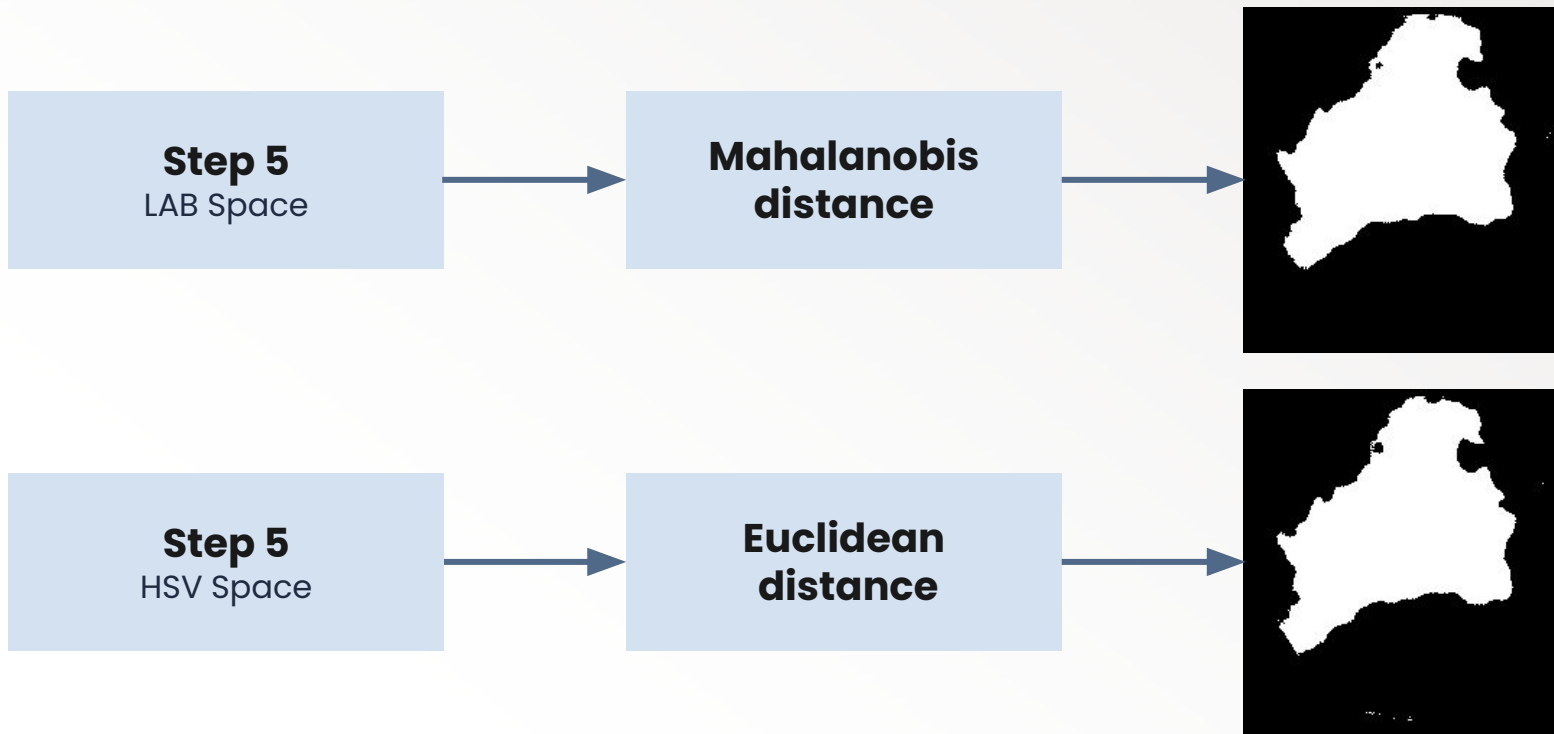 Step 5
LAB Space
Mahalanobis
distance
Step 5
HSV Space
Euclidean
distance